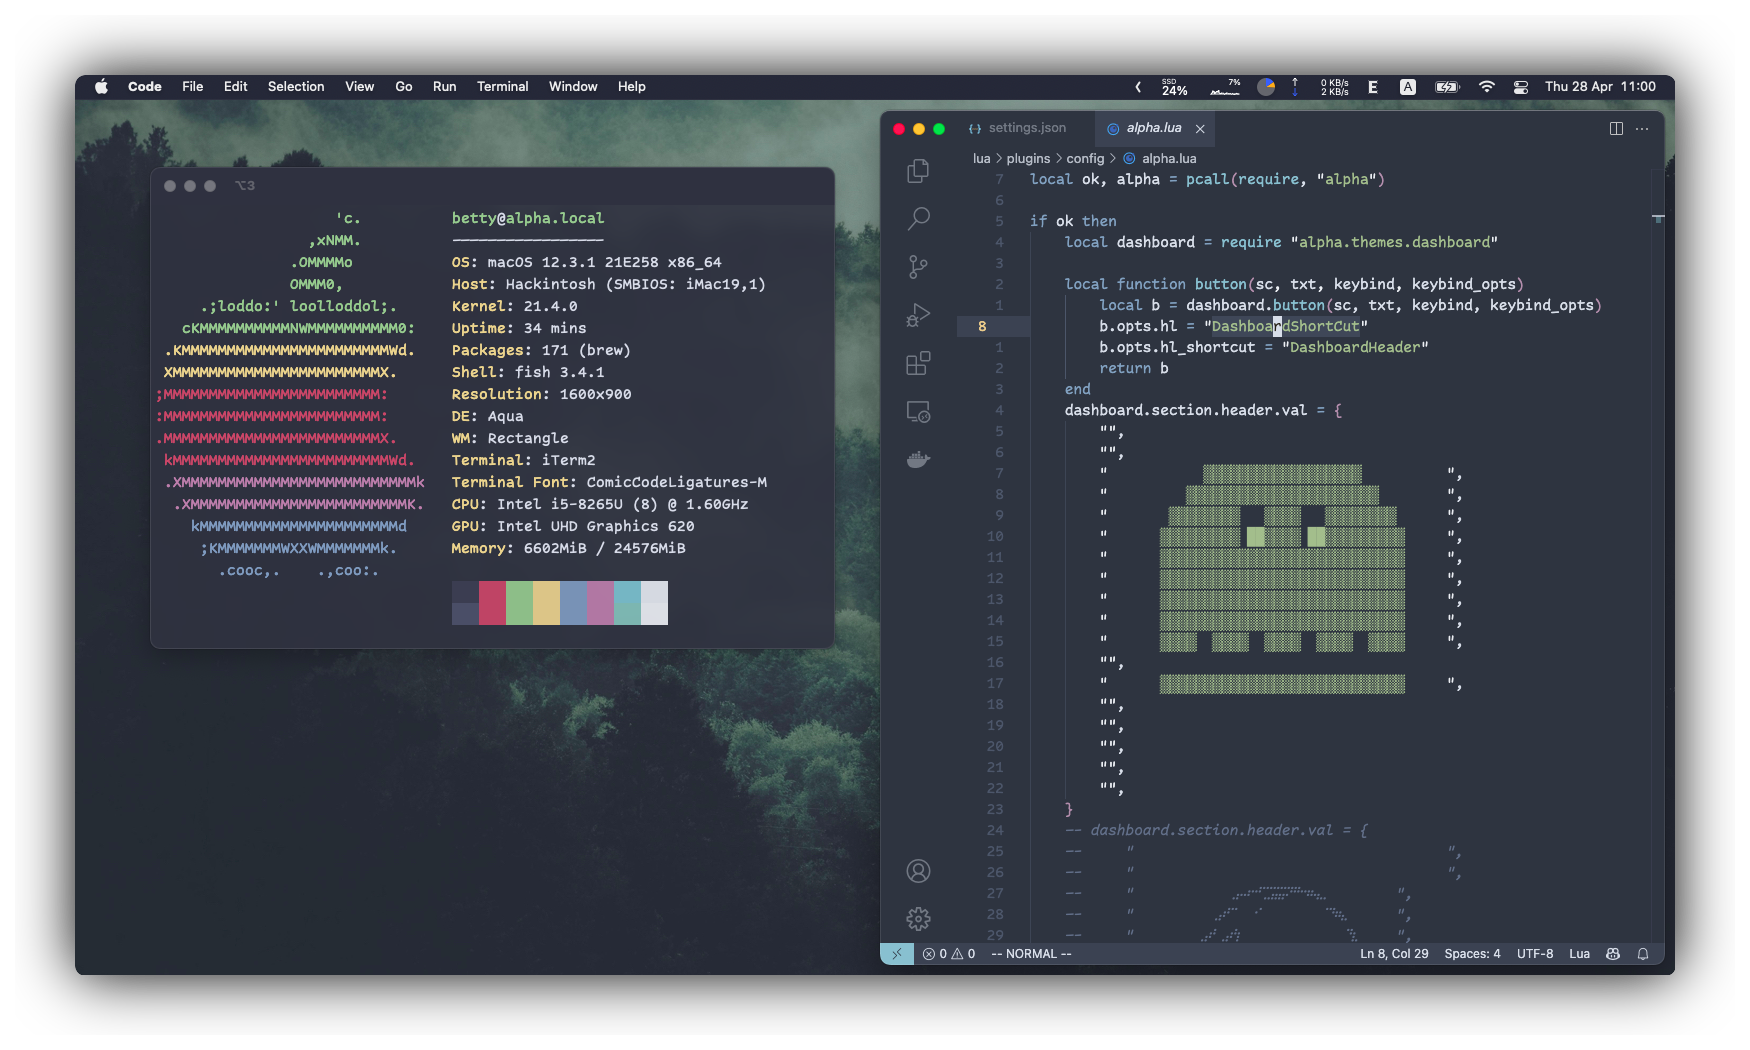 Code File Edit Selection View Go Run Terminal Window Help
SSD 24% 7% 0 KB/s 2 KB/s E A Thu 28 Apr 11:00
⌥3
'c.
,xNMM.
.OMMMMo
OMMM0,
.;loddo:' loolloddol;.
cKMMMMMMMMMMNWMMMMMMMMMM0:
.KMMMMMMMMMMMMMMMMMMMMMMMWd.
XMMMMMMMMMMMMMMMMMMMMMMMX.
;MMMMMMMMMMMMMMMMMMMMMMMM:
:MMMMMMMMMMMMMMMMMMMMMMMM:
.MMMMMMMMMMMMMMMMMMMMMMMMX.
kMMMMMMMMMMMMMMMMMMMMMMMMWd.
.XMMMMMMMMMMMMMMMMMMMMMMMMMMk
.XMMMMMMMMMMMMMMMMMMMMMMMMK.
kMMMMMMMMMMMMMMMMMMMMMMd
;KMMMMMMMWXXWMMMMMMMk.
.cooc,. .,coo:.
betty@alpha.local
-----------------
OS: macOS 12.3.1 21E258 x86_64
Host: Hackintosh (SMBIOS: iMac19,1)
Kernel: 21.4.0
Uptime: 34 mins
Packages: 171 (brew)
Shell: fish 3.4.1
Resolution: 1600x900
DE: Aqua
WM: Rectangle
Terminal: iTerm2
Terminal Font: ComicCodeLigatures-M
CPU: Intel i5-8265U (8) @ 1.60GHz
GPU: Intel UHD Graphics 620
Memory: 6602MiB / 24576MiB
settings.json alpha.lua
lua > plugins > config > alpha.lua
7 local ok, alpha = pcall(require, "alpha")
6
5 if ok then
4 local dashboard = require "alpha.themes.dashboard"
3
2 local function button(sc, txt, keybind, keybind_opts)
1 local b = dashboard.button(sc, txt, keybind, keybind_opts)
8 b.opts.hl = "DashboardShortCut"
1 b.opts.hl_shortcut = "DashboardHeader"
2 return b
3 end
4 dashboard.section.header.val = {
5 "",
6 "",
7 " ",
8 " ",
9 " ",
10 " ",
11 " ",
12 " ",
13 " ",
14 " ",
15 " ",
16 "",
17 " ",
18 "",
19 "",
20 "",
21 "",
22 "",
23 }
24 -- dashboard.section.header.val = {
25 -- " ",
26 -- " ",
27 -- " ",
28 -- " ",
29 -- " ",
0 0 -- NORMAL -- Ln 8, Col 29 Spaces: 4 UTF-8 Lua